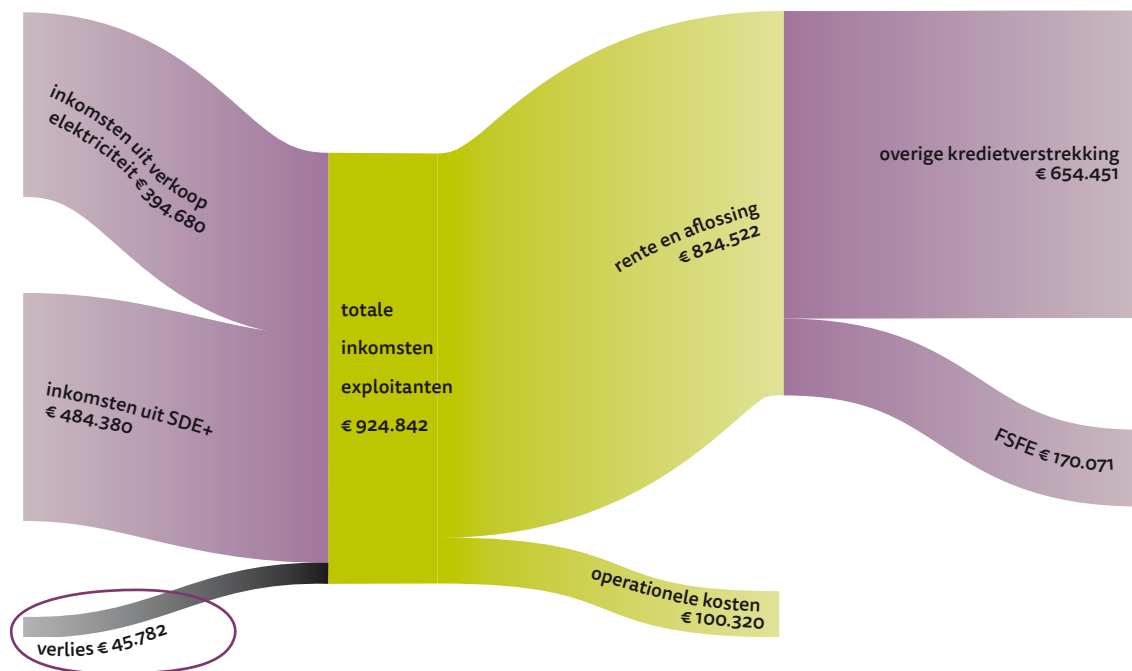 inkomsten uit verkoop
elektriciteit € 394.680
inkomsten uit SDE+
€ 484.380
verlies € 45.782
totale
inkomsten
exploitanten
€ 924.842
rente en aflossing
€ 824.522
operationele kosten
€ 100.320
overige kredietverstrekking
€ 654.451
FSFE € 170.071